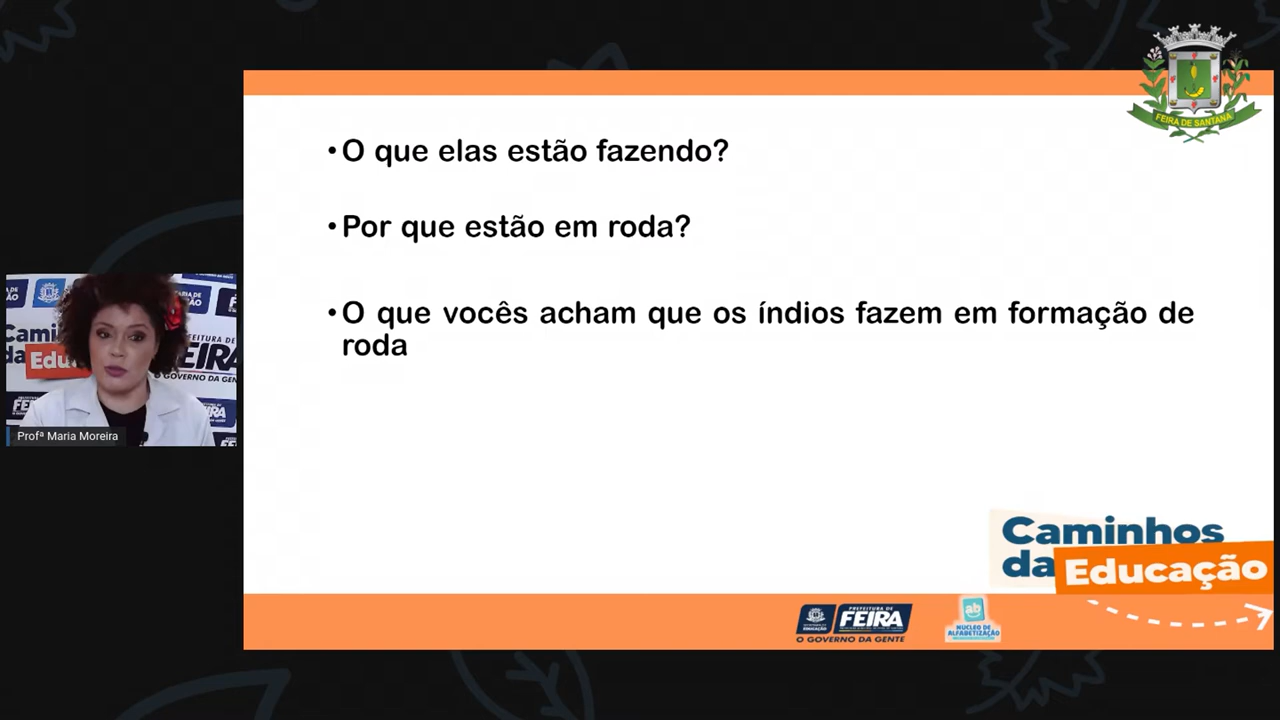 FEIRA DE SANTANA
• O que elas estão fazendo?
• Por que estão em roda?
• O que vocês acham que os índios fazem em formação de
roda
Profª Maria Moreira
Caminhos
da Educação
PREFEITURA DE
FEIRA
EDUCAÇÃO
O GOVERNO DA GENTE
ab
NÚCLEO DE
ALFABETIZAÇÃO